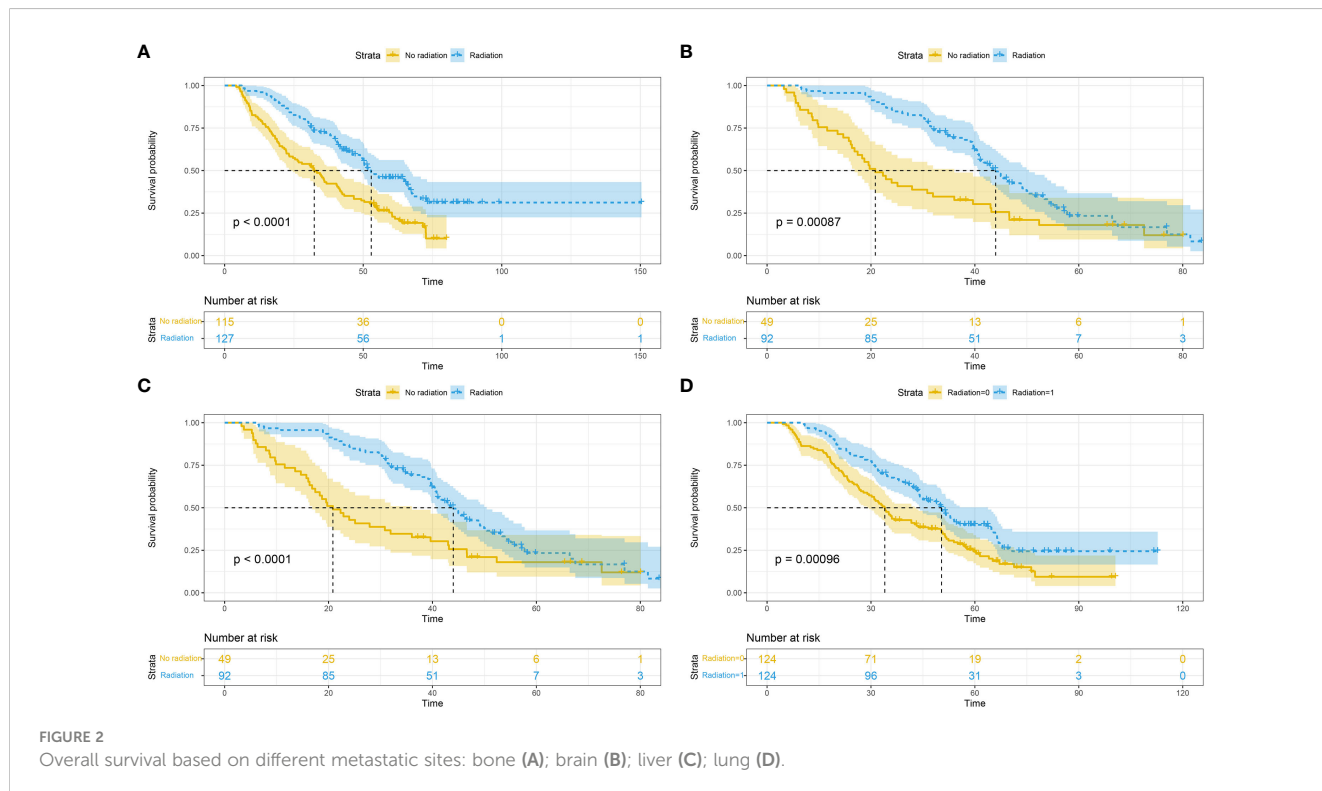 A
Strata No radiation Radiation
1.00
0.75
0.50
0.25
0.00
Survival probability
p < 0.0001
0 50 100 150
Time
Number at risk
Strata
No radiation 115 36 0 0
Radiation 127 56 1 1
0 50 100 150
Time
B
Strata No radiation Radiation
1.00
0.75
0.50
0.25
0.00
Survival probability
p = 0.00087
0 20 40 60 80
Time
Number at risk
Strata
No radiation 49 25 13 6 1
Radiation 92 85 51 7 3
0 20 40 60 80
Time
C
Strata No radiation Radiation
1.00
0.75
0.50
0.25
0.00
Survival probability
p < 0.0001
0 20 40 60 80
Time
Number at risk
Strata
No radiation 49 25 13 6 1
Radiation 92 85 51 7 3
0 20 40 60 80
Time
D
Strata Radiation=0 Radiation=1
1.00
0.75
0.50
0.25
0.00
Survival probability
p = 0.00096
0 30 60 90 120
Time
Number at risk
Strata
Radiation=0 124 71 19 2 0
Radiation=1 124 96 31 3 0
0 30 60 90 120
Time
FIGURE 2
Overall survival based on different metastatic sites: bone (A); brain (B); liver (C); lung (D).